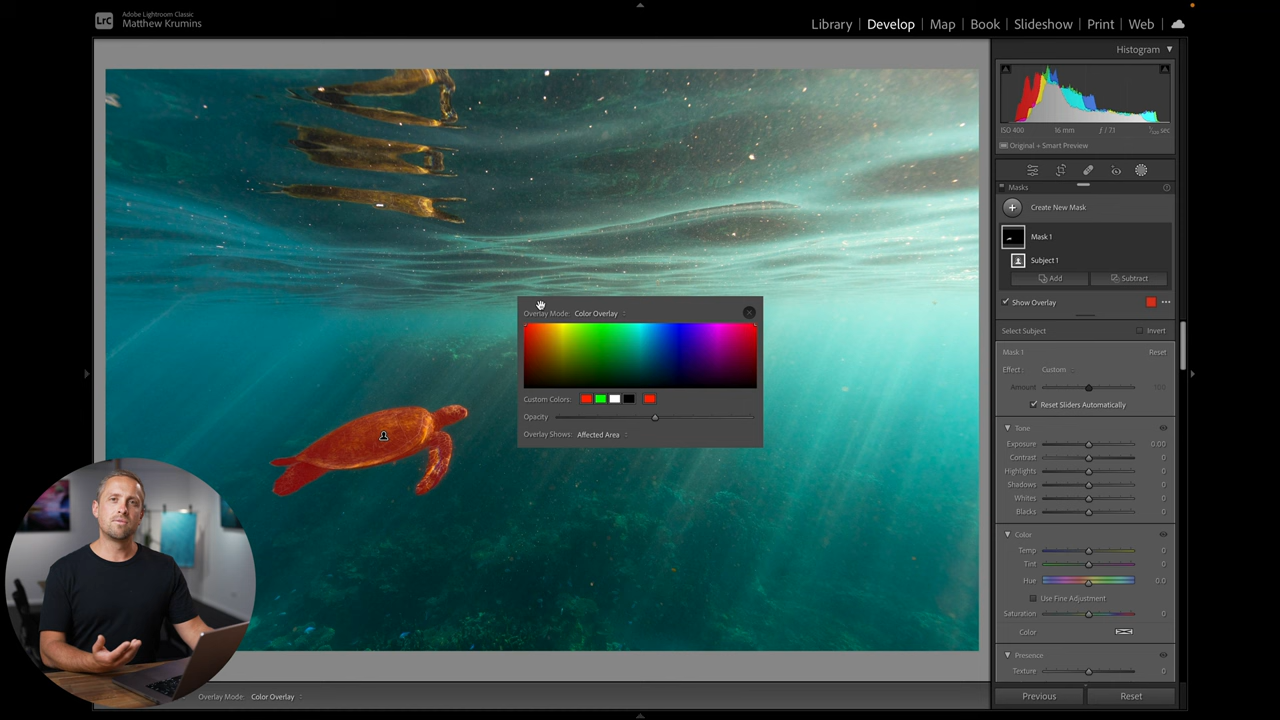 LrC
Adobe Lightroom Classic
Matthew Krumins
Library | Develop | Map | Book | Slideshow | Print | Web
Histogram
ISO 400 16 mm ƒ / 7.1 sec
Original + Smart Preview
Masks
Create New Mask
Mask 1
Subject 1
Add Subtract
Show Overlay
Select Subject Invert
Mask 1 Reset
Effect : Custom
Amount 100
Reset Sliders Automatically
Tone
Exposure 0.00
Contrast 0
Highlights 0
Shadows 0
Whites 0
Blacks 0
Color
Temp 0
Tint 0
Hue 0.0
Use Fine Adjustment
Saturation 0
Color
Presence
Texture 0
Previous Reset
Overlay Mode: Color Overlay
Custom Colors:
Opacity
Overlay Shows: Affected Area
Overlay Mode: Color Overlay